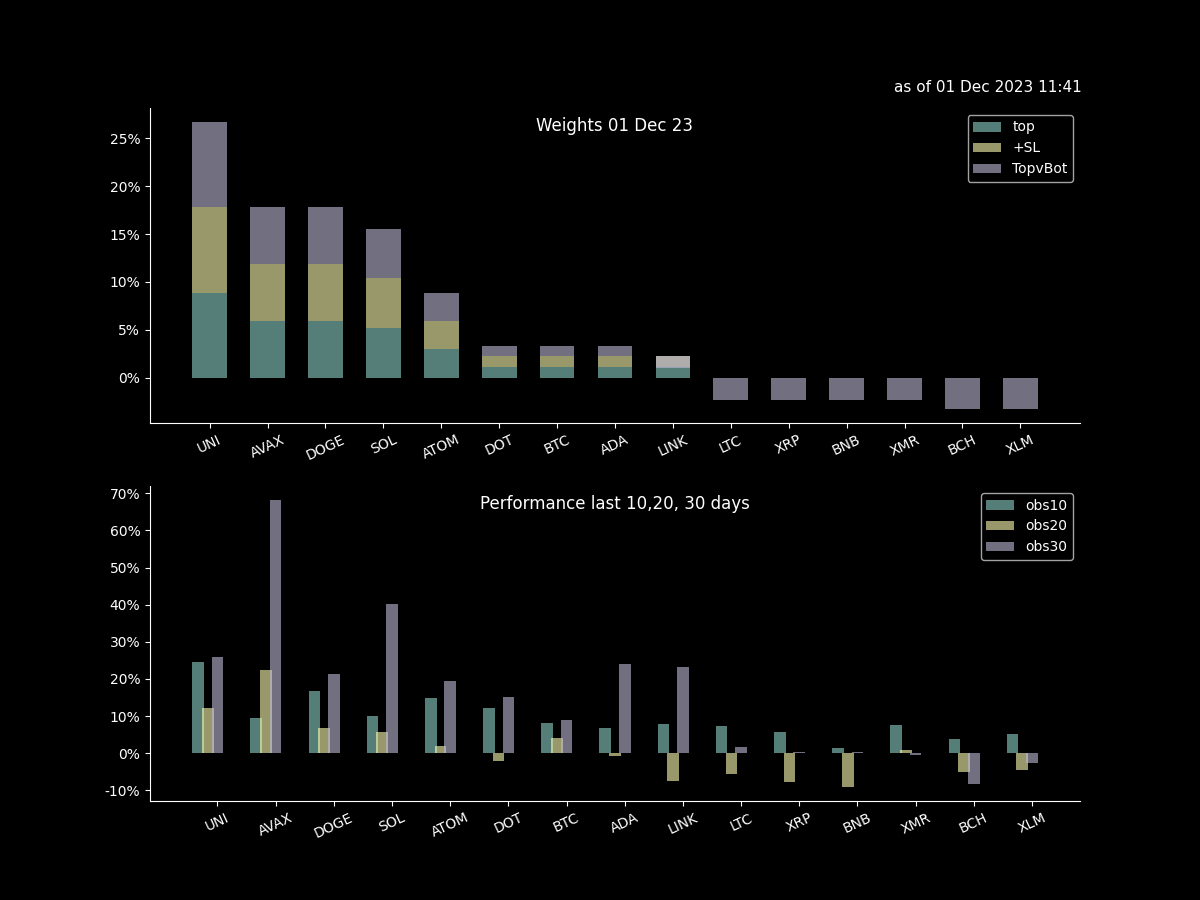 as of 01 Dec 2023 11:41
Weights 01 Dec 23
top
+SL
TopvBot
25%
20%
15%
10%
5%
0%
UNI AVAX DOGE SOL ATOM DOT BTC ADA LINK LTC XRP BNB XMR BCH XLM
Performance last 10,20, 30 days
obs10
obs20
obs30
70%
60%
50%
40%
30%
20%
10%
0%
-10%
UNI AVAX DOGE SOL ATOM DOT BTC ADA LINK LTC XRP BNB XMR BCH XLM